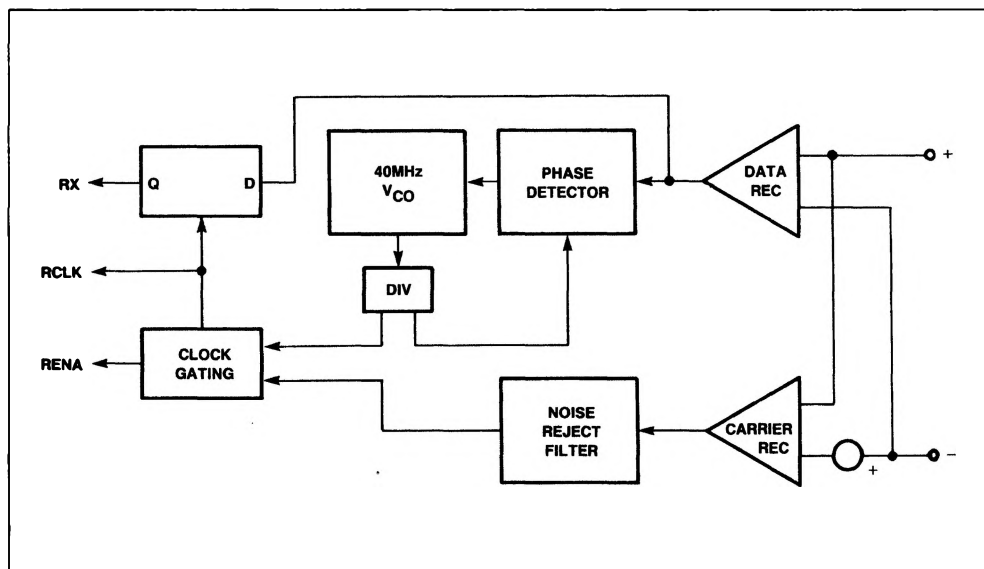 RX
Q
D
40MHz
VCO
PHASE
DETECTOR
DATA
REC
+
RCLK
DIV
RENA
CLOCK
GATING
NOISE
REJECT
FILTER
CARRIER
REC
+
−